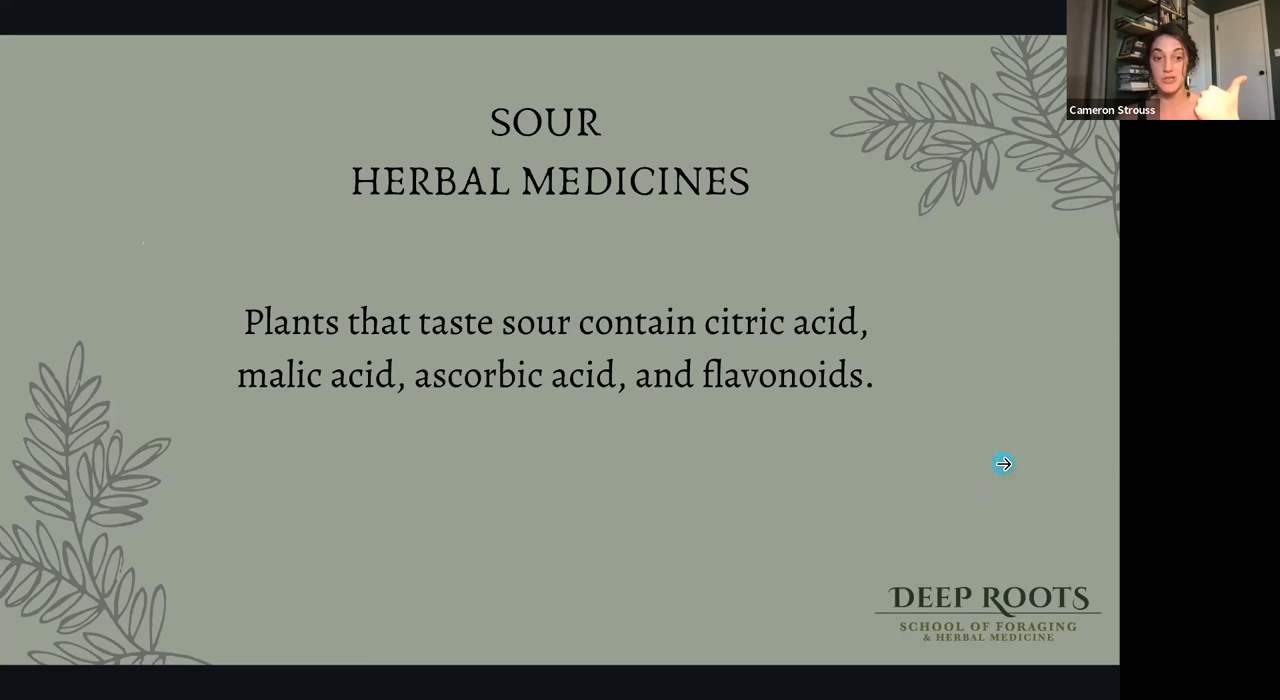 Cameron Strouss
SOUR
HERBAL MEDICINES
Plants that taste sour contain citric acid,
malic acid, ascorbic acid, and flavonoids.
DEEP ROOTS
SCHOOL OF FORAGING
& HERBAL MEDICINE